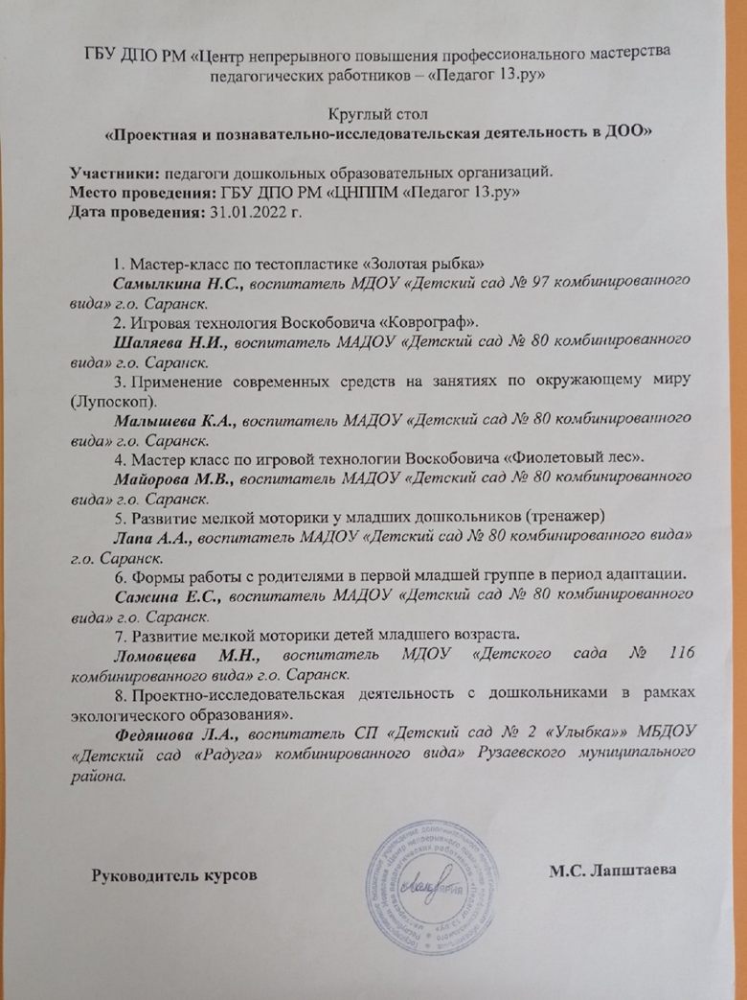 ГБУ ДПО РМ «Центр непрерывного повышения профессионального мастерства
педагогических работников – «Педагог 13.ру»
Круглый стол
«Проектная и познавательно-исследовательская деятельность в ДОО»
Участники: педагоги дошкольных образовательных организаций.
Место проведения: ГБУ ДПО РМ «ЦНППМ «Педагог 13.ру»
Дата проведения: 31.01.2022 г.
1. Мастер-класс по тестопластике «Золотая рыбка»
Самылкина Н.С., воспитатель МДОУ «Детский сад № 97 комбинированного
вида» г.о. Саранск.
2. Игровая технология Воскобовича «Коврограф».
Шаляева Н.И., воспитатель МАДОУ «Детский сад № 80 комбинированного
вида» г.о. Саранск.
3. Применение современных средств на занятиях по окружающему миру
(Лупоскоп).
Малышева К.А., воспитатель МАДОУ «Детский сад № 80 комбинированного
вида» г.о. Саранск.
4. Мастер класс по игровой технологии Воскобовича «Фиолетовый лес».
Майорова М.В., воспитатель МАДОУ «Детский сад № 80 комбинированного
вида» г.о. Саранск.
5. Развитие мелкой моторики у младших дошкольников (тренажер)
Лапа А.А., воспитатель МАДОУ «Детский сад № 80 комбинированного вида»
г.о. Саранск.
6. Формы работы с родителями в первой младшей группе в период адаптации.
Сажина Е.С., воспитатель МАДОУ «Детский сад № 80 комбинированного
вида» г.о. Саранск.
7. Развитие мелкой моторики детей младшего возраста.
Ломовцева М.Н., воспитатель МДОУ «Детского сада № 116
комбинированного вида» г.о. Саранск.
8. Проектно-исследовательская деятельность с дошкольниками в рамках
экологического образования».
Федяшова Л.А., воспитатель СП «Детский сад № 2 «Улыбка»» МБДОУ
«Детский сад «Радуга» комбинированного вида» Рузаевского муниципального
района.
Руководитель курсов
М.С. Лапштаева